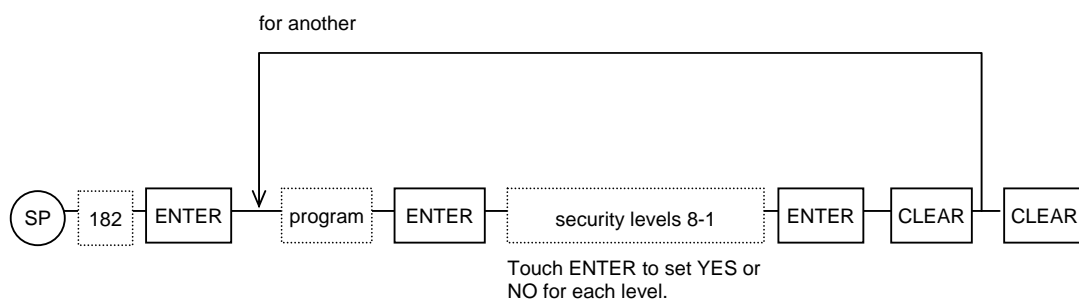 for another
SP 182 ENTER program ENTER security levels 8-1 ENTER CLEAR CLEAR
Touch ENTER to set YES or
NO for each level.